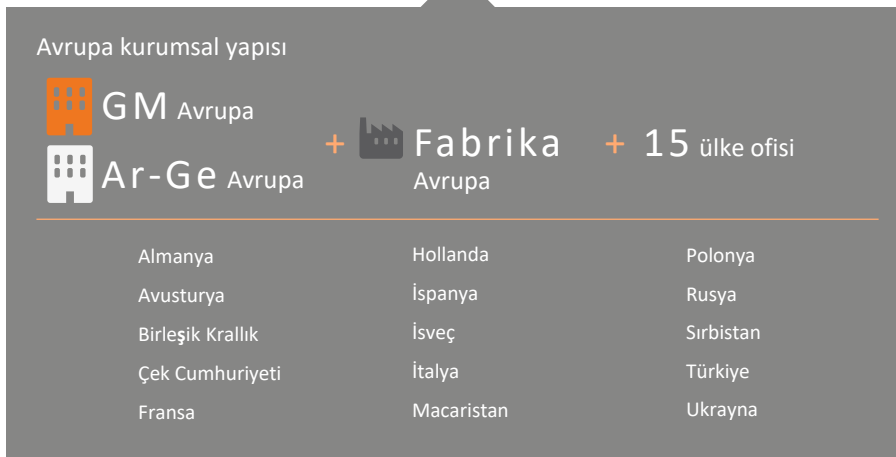 Avrupa kurumsal yapısı
GM Avrupa
Ar-Ge Avrupa
+ Fabrika
Avrupa
+ 15 ülke ofisi
Almanya
Avusturya
Birleşik Krallık
Çek Cumhuriyeti
Fransa
Hollanda
İspanya
İsveç
İtalya
Macaristan
Polonya
Rusya
Sırbistan
Türkiye
Ukrayna